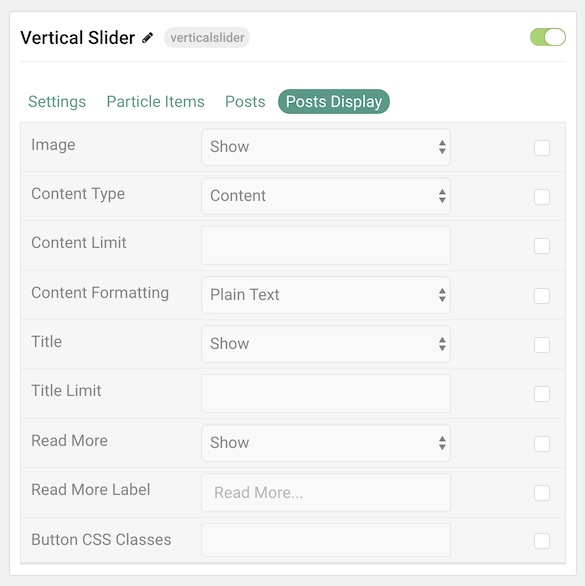 Vertical Slider verticalslider
Settings Particle Items Posts Posts Display
Image Show
Content Type Content
Content Limit
Content Formatting Plain Text
Title Show
Title Limit
Read More Show
Read More Label Read More...
Button CSS Classes